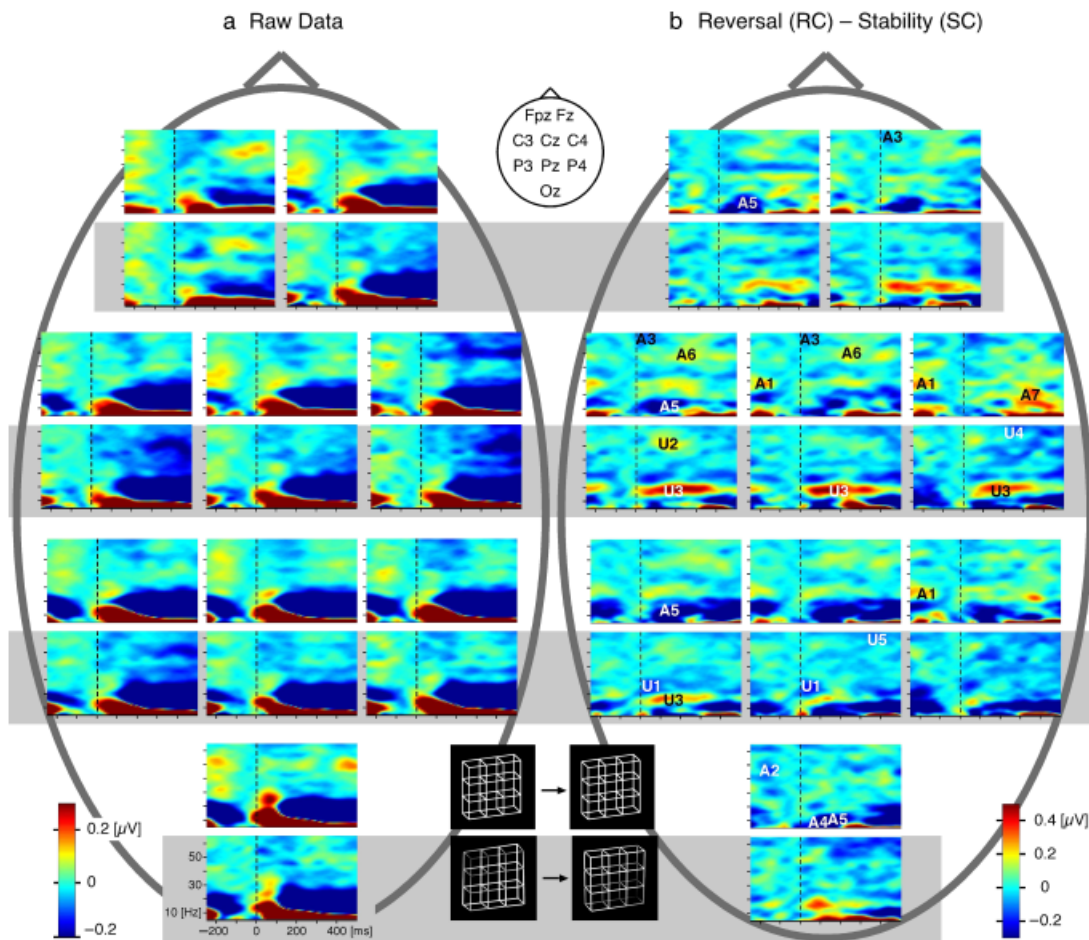 a Raw Data
b Reversal (RC) – Stability (SC)
Fpz Fz
C3 Cz C4
P3 Pz P4
Oz
A3
A5
A3
A6
A5
A3
A6
A1
A1
A7
U2
U3
U3
U4
U3
A5
A1
U1
U3
U1
U5
A2
A4
A5
0.2 [μV]
0
−0.2
60
30
10 [Hz]
−200
0
200
400
[ms]
0.4 [μV]
0.2
0
−0.2